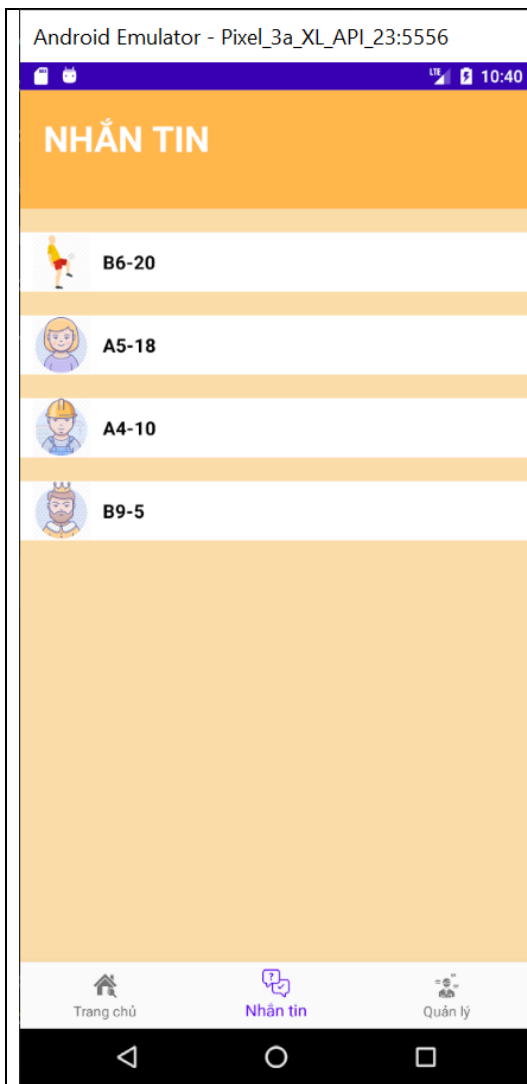 Android Emulator - Pixel_3a_XL_API_23:5556
LTE 10:40
NHẮN TIN
B6-20
A5-18
A4-10
B9-5
Trang chủ Nhắn tin Quản lý